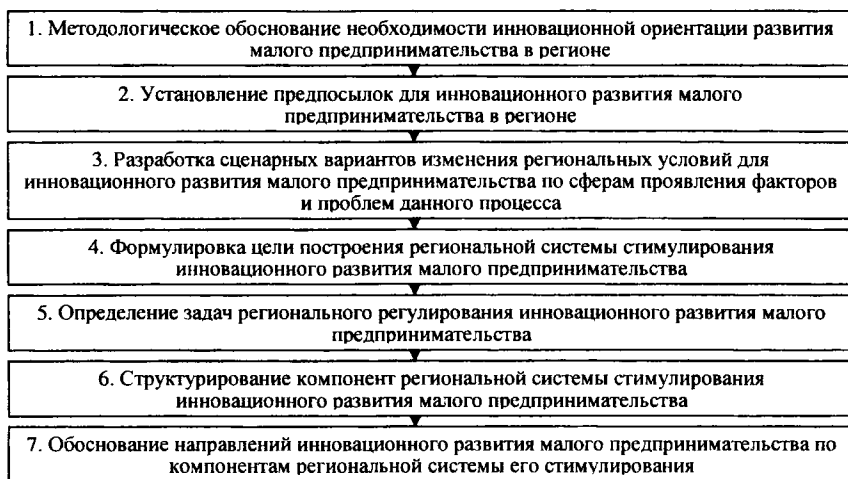 1. Методологическое обоснование необходимости инновационной ориентации развития
малого предпринимательства в регионе
2. Установление предпосылок для инновационного развития малого
предпринимательства в регионе
3. Разработка сценарных вариантов изменения региональных условий для
инновационного развития малого предпринимательства по сферам проявления факторов
и проблем данного процесса
4. Формулировка цели построения региональной системы стимулирования
инновационного развития малого предпринимательства
5. Определение задач регионального регулирования инновационного развития малого
предпринимательства
6. Структурирование компонент региональной системы стимулирования
инновационного развития малого предпринимательства
7. Обоснование направлений инновационного развития малого предпринимательства по
компонентам региональной системы его стимулирования